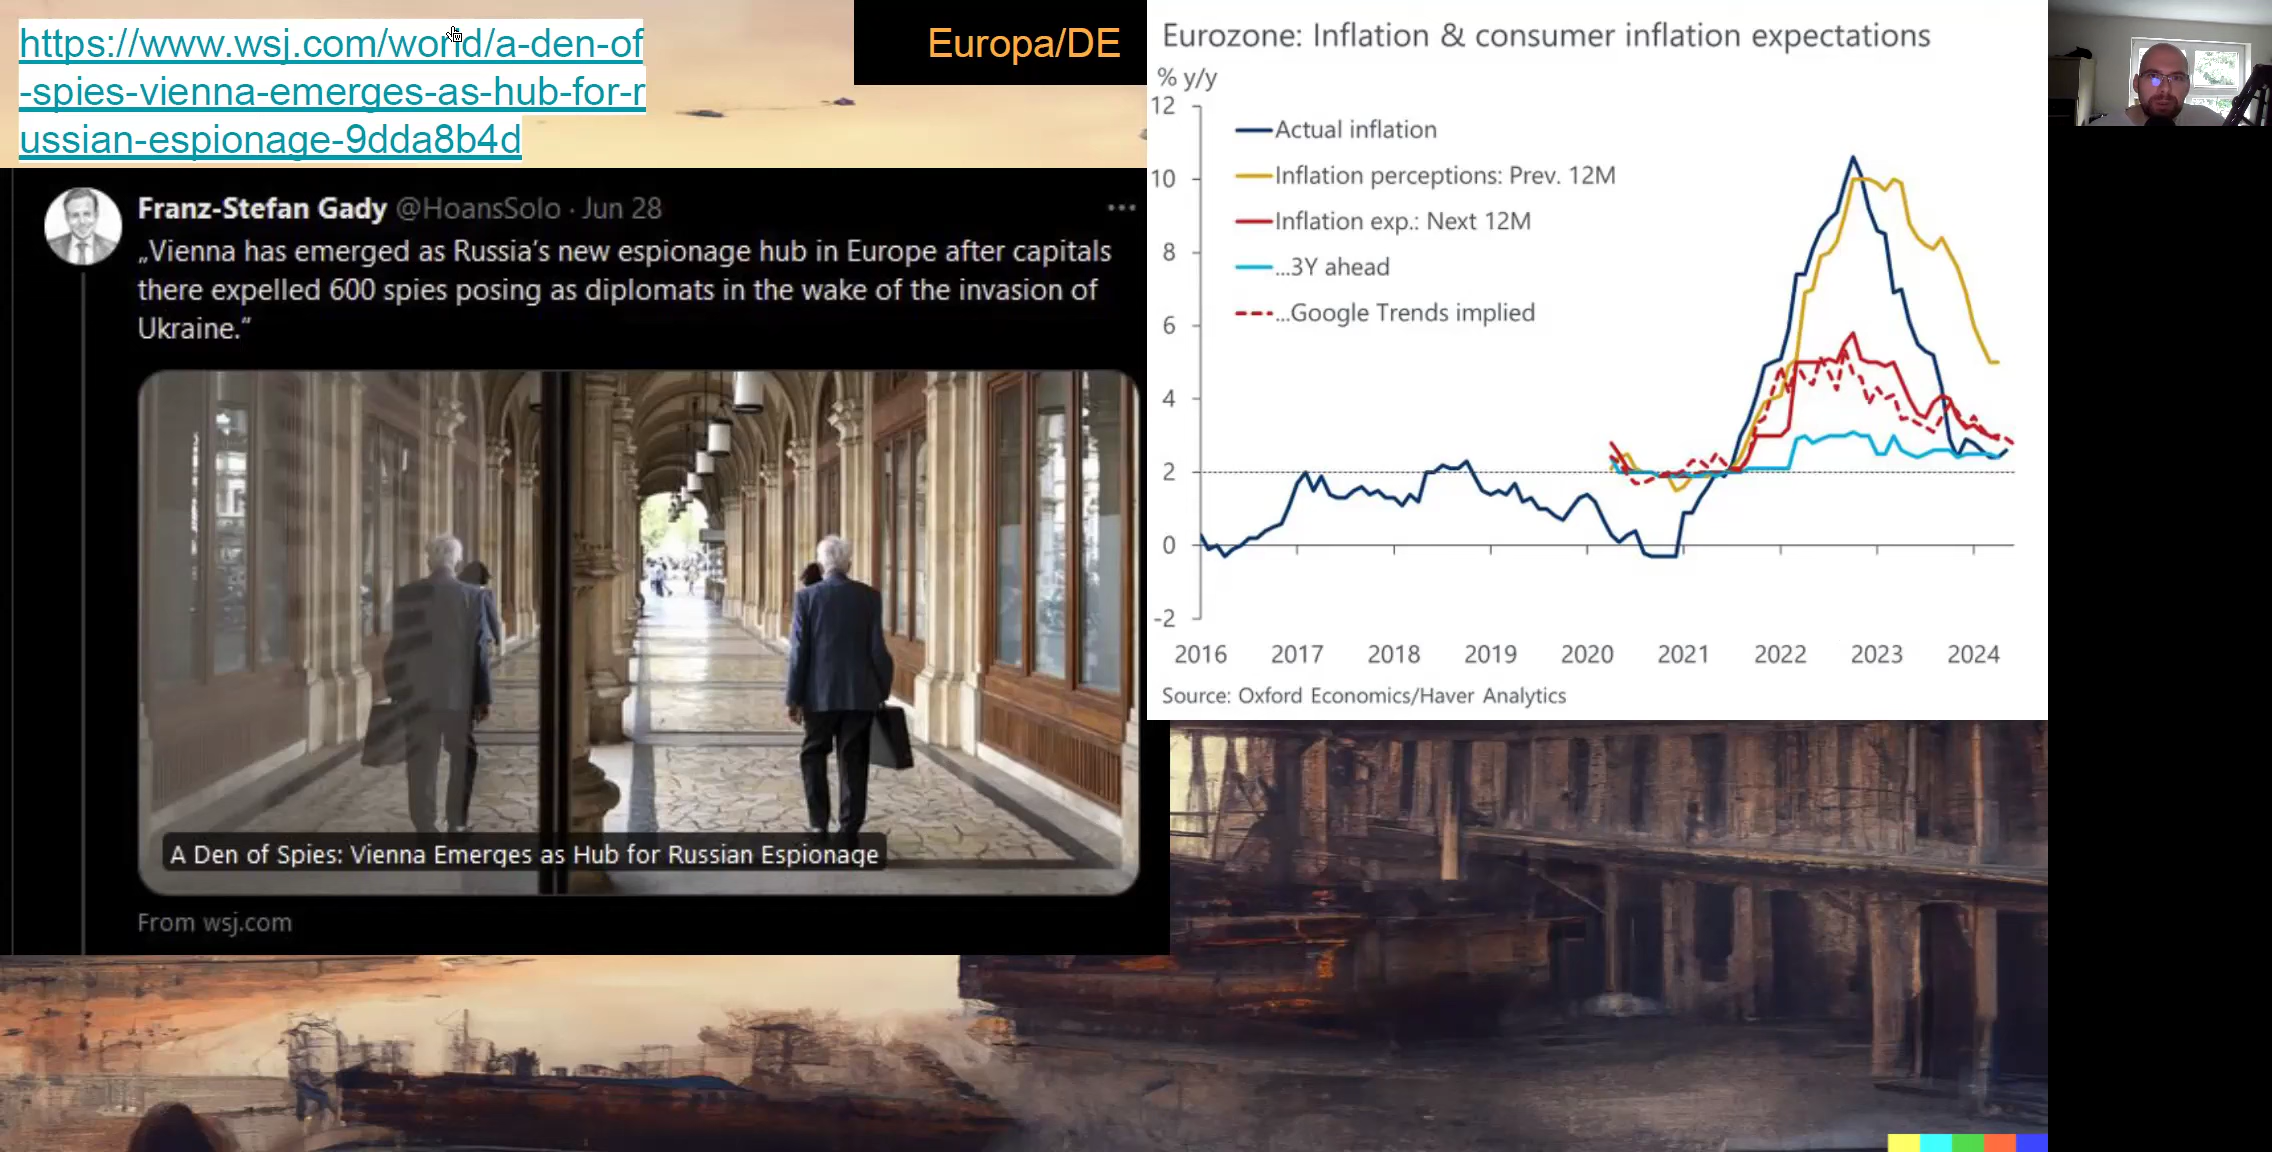 https://www.wsj.com/world/a-den-of
-spies-vienna-emerges-as-hub-for-r
ussian-espionage-9dda8b4d
Europa/DE
Franz-Stefan Gady @HoansSolo · Jun 28
„Vienna has emerged as Russia’s new espionage hub in Europe after capitals
there expelled 600 spies posing as diplomats in the wake of the invasion of
Ukraine.“
A Den of Spies: Vienna Emerges as Hub for Russian Espionage
From wsj.com
Eurozone: Inflation & consumer inflation expectations
% y/y
12
10
8
6
4
2
0
-2
Actual inflation
Inflation perceptions: Prev. 12M
Inflation exp.: Next 12M
...3Y ahead
...Google Trends implied
2016 2017 2018 2019 2020 2021 2022 2023 2024
Source: Oxford Economics/Haver Analytics